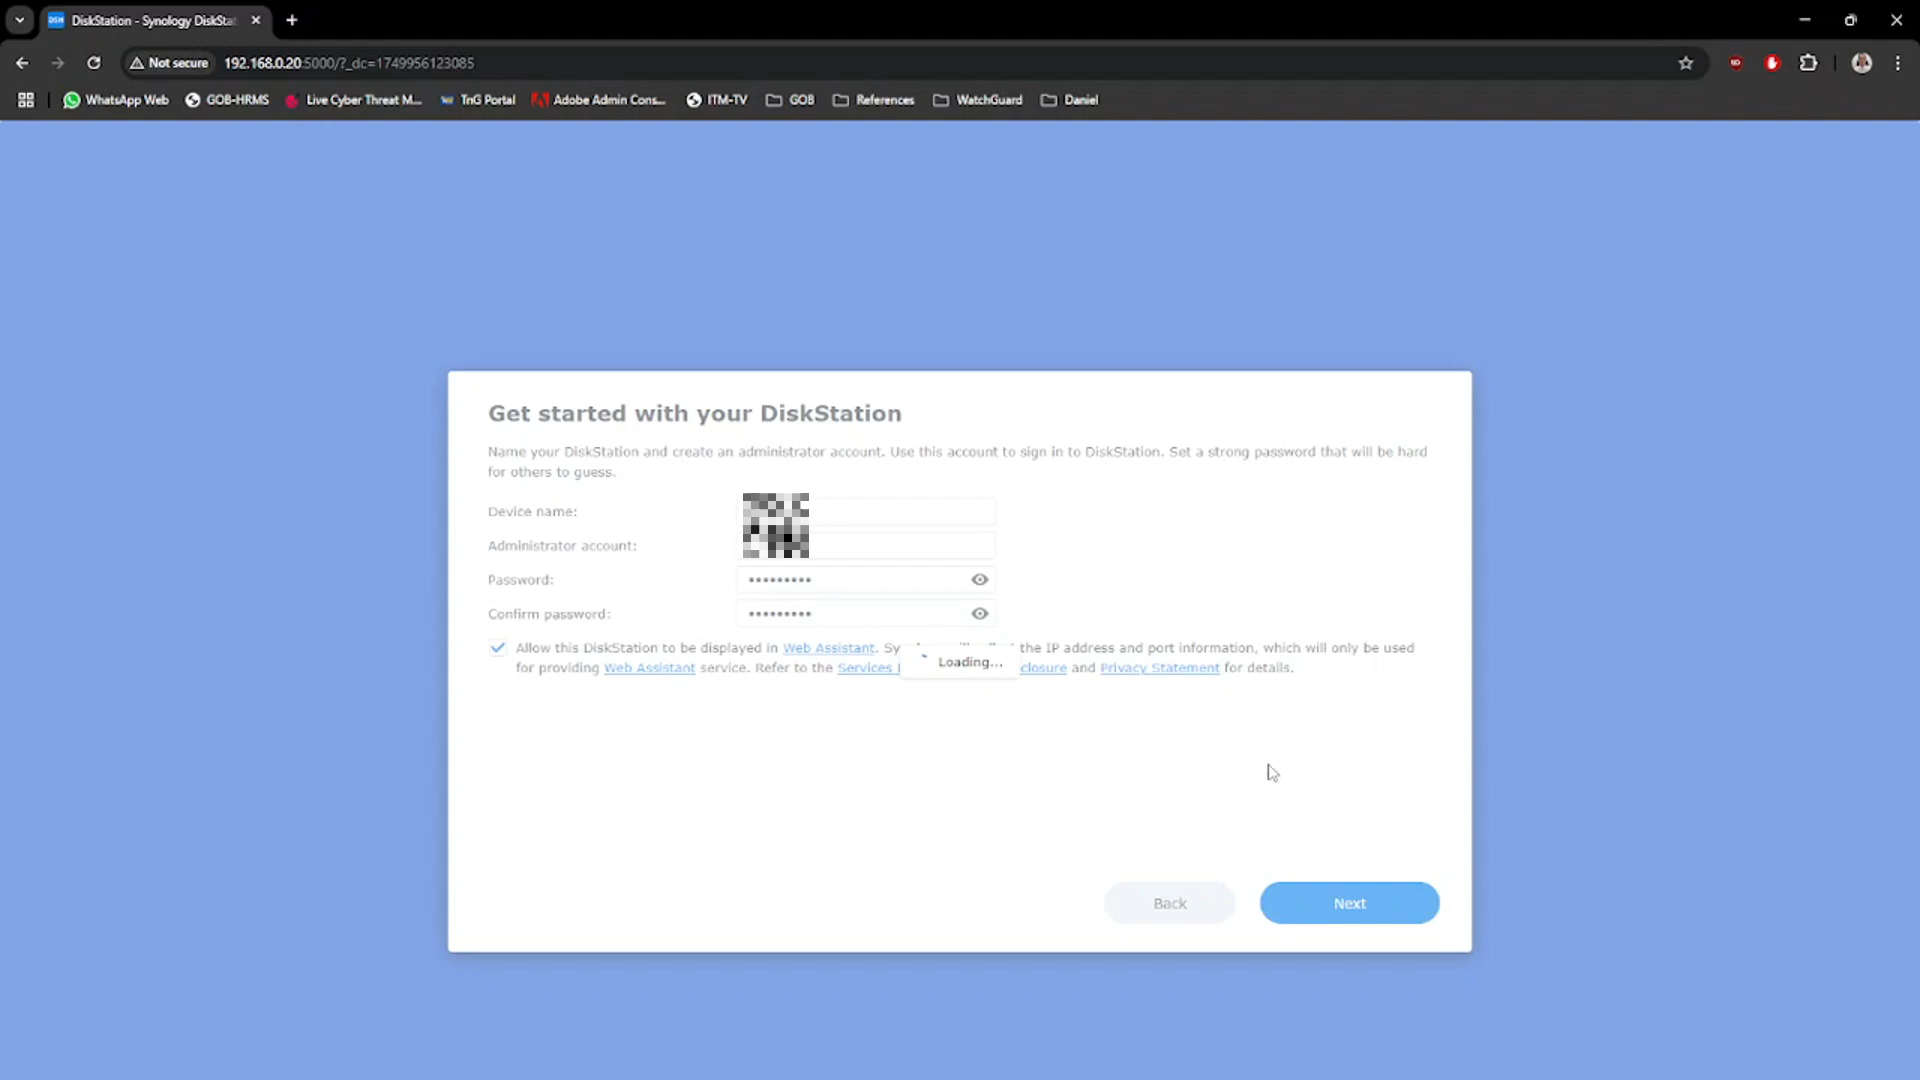 DiskStation - Synology DiskSta
Not secure
192.168.0.20:5000/?_dc=1749956123085
WhatsApp Web
GOB-HRMS
Live Cyber Threat M...
TnG Portal
Adobe Admin Cons...
ITM-TV
GOB
References
WatchGuard
Daniel
Get started with your DiskStation
Name your DiskStation and create an administrator account. Use this account to sign in to DiskStation. Set a strong password that will be hard
for others to guess.
Device name:
Administrator account:
Password:
•••••••••
Confirm password:
•••••••••
Allow this DiskStation to be displayed in Web Assistant. the IP address and port information, which will only be used
for providing Web Assistant service. Refer to the Services closure and Privacy Statement for details.
Loading...
Back
Next